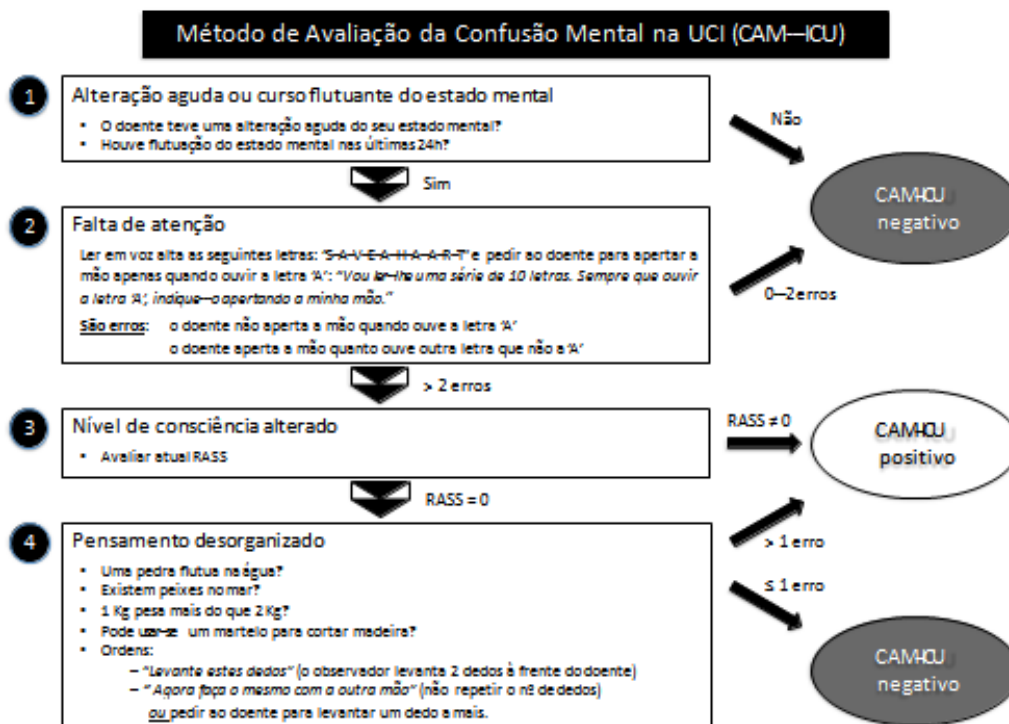 Método de Avaliação da Confusão Mental na UCI (CAM-–ICU)
1
Alteração aguda ou curso flutuante do estado mental
• O doente teve uma alteração aguda do seu estado mental?
• Houve flutuação do estado mental nas últimas 24h?
Não
CAM-ICU
negativo
Sim
2
Falta de atenção
Ler em voz alta as seguintes letras: "S-A-V-E-A-H-A-A-R-T" e pedir ao doente para apertar a
mão apenas quando ouvir a letra 'A': "Vou ler-lhe uma série de 10 letras. Sempre que ouvir
a letra 'A', indique-–o apertando a minha mão."
São erros: o doente não aperta a mão quando ouve a letra 'A'
o doente aperta a mão quanto ouve outra letra que não a 'A'
0-–2 erros
> 2 erros
3
Nível de consciência alterado
• Avaliar atual RASS
RASS ≠ 0
CAM-ICU
positivo
RASS = 0
4
Pensamento desorganizado
• Uma pedra flutua na água?
• Existem peixes no mar?
• 1 Kg pesa mais do que 2 Kg?
• Pode usar-se um martelo para cortar madeira?
• Ordens:
– "Levante estes dedos" (o observador levanta 2 dedos à frente do doente)
– "Agora faça o mesmo com a outra mão" (não repetir o nº de dedos)
ou pedir ao doente para levantar um dedo a mais.
> 1 erro
≤ 1 erro
CAM-ICU
negativo